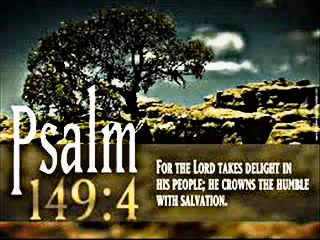 Psalm
149:4
FOR THE LORD TAKES DELIGHT IN
HIS PEOPLE; HE CROWNS THE HUMBLE
WITH SALVATION.